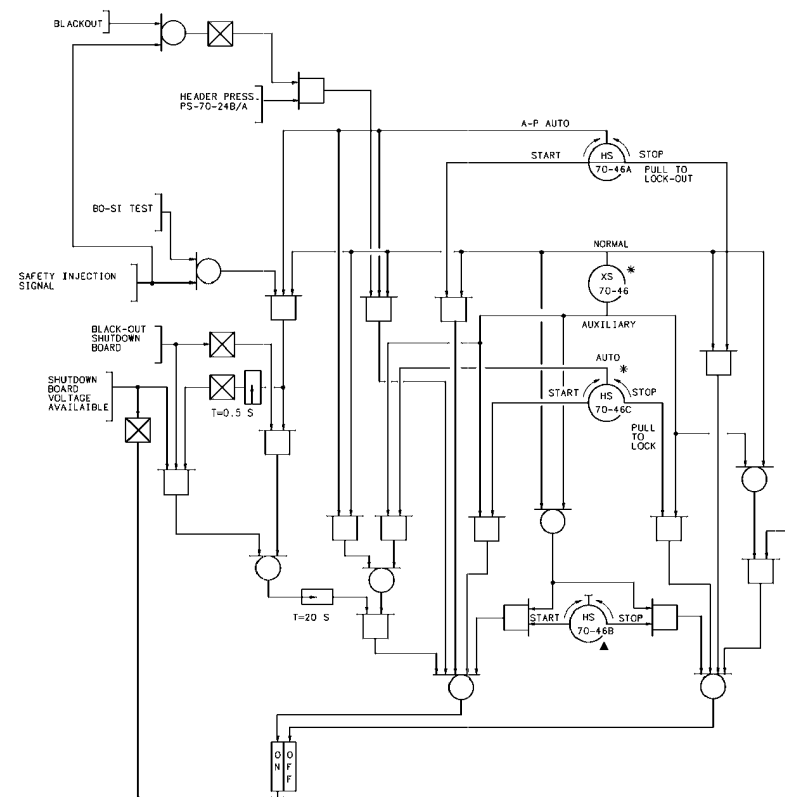 BLACKOUT
HEADER PRESS.
PS-70-24B/A
A-P AUTO
START
HS
70-46A
STOP
PULL TO
LOCK-OUT
BO-SI TEST
NORMAL
SAFETY INJECTION
SIGNAL
XS
70-46
*
AUXILIARY
BLACK-OUT
SHUTDOWN
BOARD
AUTO
*
SHUTDOWN
BOARD
VOLTAGE
AVAILAIBLE
T=0.5 S
START
HS
70-46C
STOP
PULL
TO
LOCK
T=20 S
START
HS
70-46B
STOP
ON
OFF